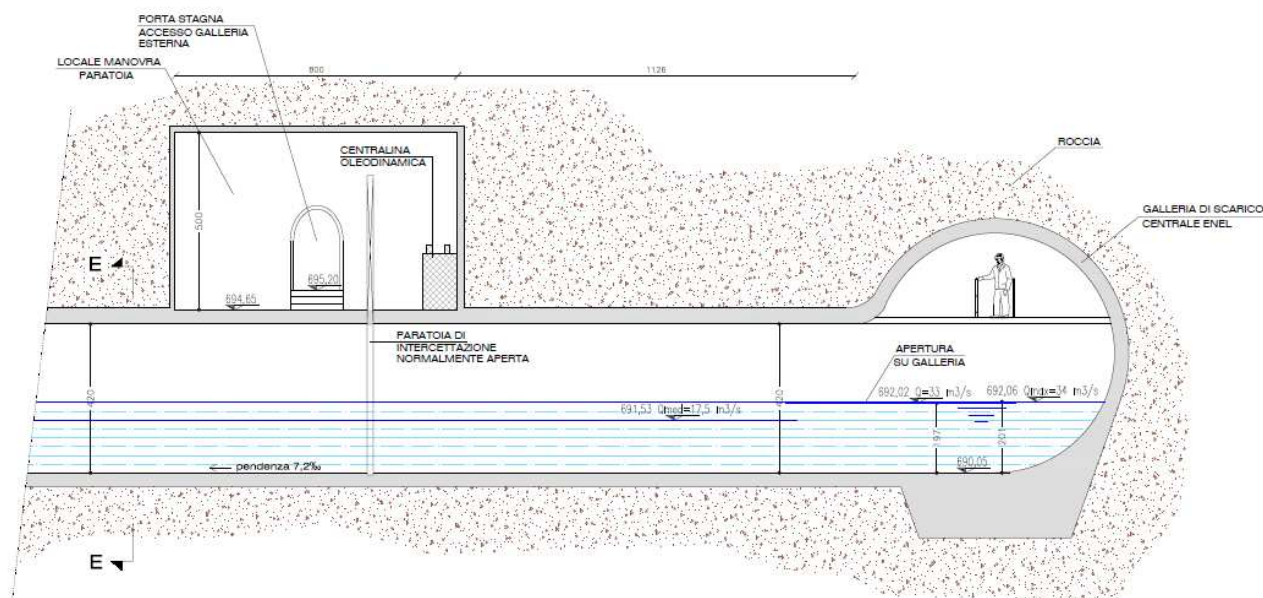 PORTA STAGNA
ACCESSO GALLERIA
ESTERNA
LOCALE MANOVRA
PARATOIA
800
1126
CENTRALINA
OLEODINAMICA
ROCCIA
GALLERIA DI SCARICO
CENTRALE ENEL
500
E
695,20
694,65
PARATOIA DI
INTERCETTAZIONE
NORMALMENTE APERTA
APERTURA
SU GALLERIA
420
420
692,02 Q=33 m3/s
692,06 Qmax=34 m3/s
691,53 Qmed=17,5 m3/s
197
201
690,05
pendenza 7,2‰
E